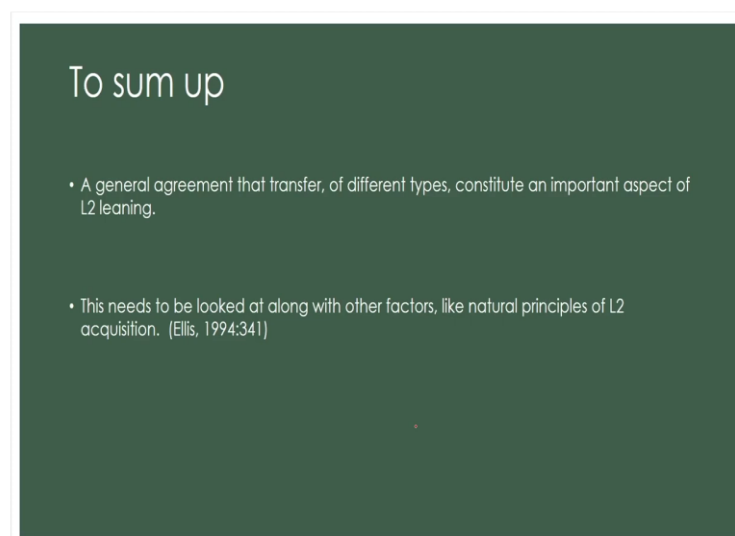 To sum up
• A general agreement that transfer, of different types, constitute an important aspect of
L2 leaning.
• This needs to be looked at along with other factors, like natural principles of L2
acquisition. (Ellis, 1994:341)